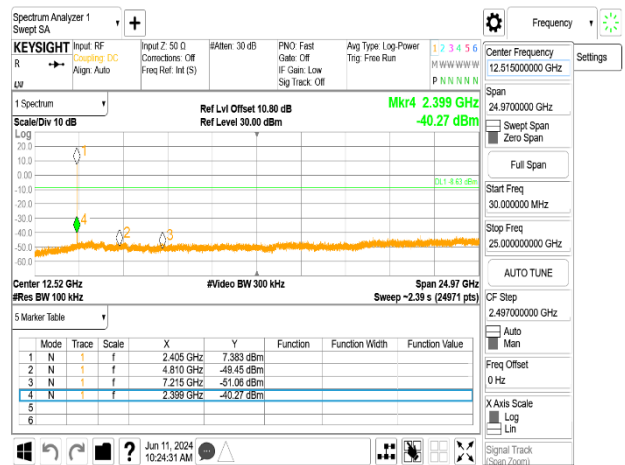 Spectrum Analyzer 1
Swept SA
Frequency
KEYSIGHT
R
Input: RF
Coupling: DC
Align: Auto
Input Z: 50 Ω
Corrections: Off
Freq Ref: Int (S)
#Atten: 30 dB
PNO: Fast
Gate: Off
IF Gain: Low
Sig Track: Off
Avg Type: Log-Power
Trig: Free Run
1 2 3 4 5 6
M W W W W W
P N N N N N
Center Frequency
12.515000000 GHz
Settings
Span
24.9700000 GHz
Swept Span
Zero Span
Full Span
Start Freq
30.000000 MHz
Stop Freq
25.000000000 GHz
AUTO TUNE
CF Step
2.497000000 GHz
Auto
Man
Freq Offset
0 Hz
X Axis Scale
Log
Lin
Signal Track
(Span Zoom)
1 Spectrum
Scale/Div 10 dB
Ref Lvl Offset 10.80 dB
Ref Level 30.00 dBm
Mkr4 2.399 GHz
-40.27 dBm
Log
20.0
10.0
0.00
-10.0
-20.0
-30.0
-40.0
-50.0
-60.0
1
4
2
3
DL1 -8.63 dBm
Center 12.52 GHz
#Video BW 300 kHz
Span 24.97 GHz
#Res BW 100 kHz
Sweep ~2.39 s (24971 pts)
5 Marker Table
Mode Trace Scale X Y Function Function Width Function Value
1 N 1 f 2.405 GHz 7.383 dBm
2 N 1 f 4.810 GHz -49.45 dBm
3 N 1 f 7.215 GHz -51.06 dBm
4 N 1 f 2.399 GHz -40.27 dBm
5
6
?
Jun 11, 2024
10:24:31 AM